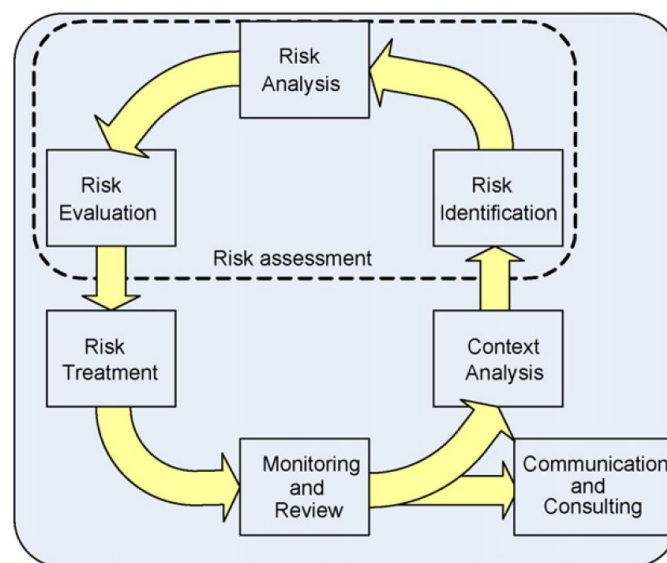 Risk
Analysis
Risk
Evaluation
Risk
Identification
Risk assessment
Risk
Treatment
Context
Analysis
Monitoring
and
Review
Communication
and
Consulting